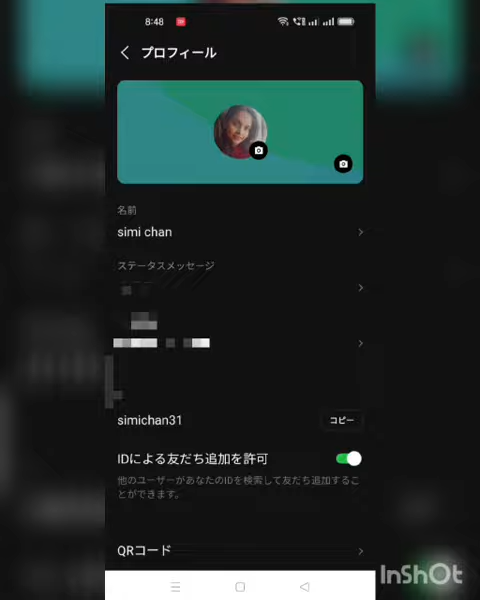 8:48
プロフィール
名前
simi chan
ステータスメッセージ
simichan31
コピー
IDによる友だち追加を許可
他のユーザーがあなたのIDを検索して友だち追加するこ
とができます。
QRコード
InShOt